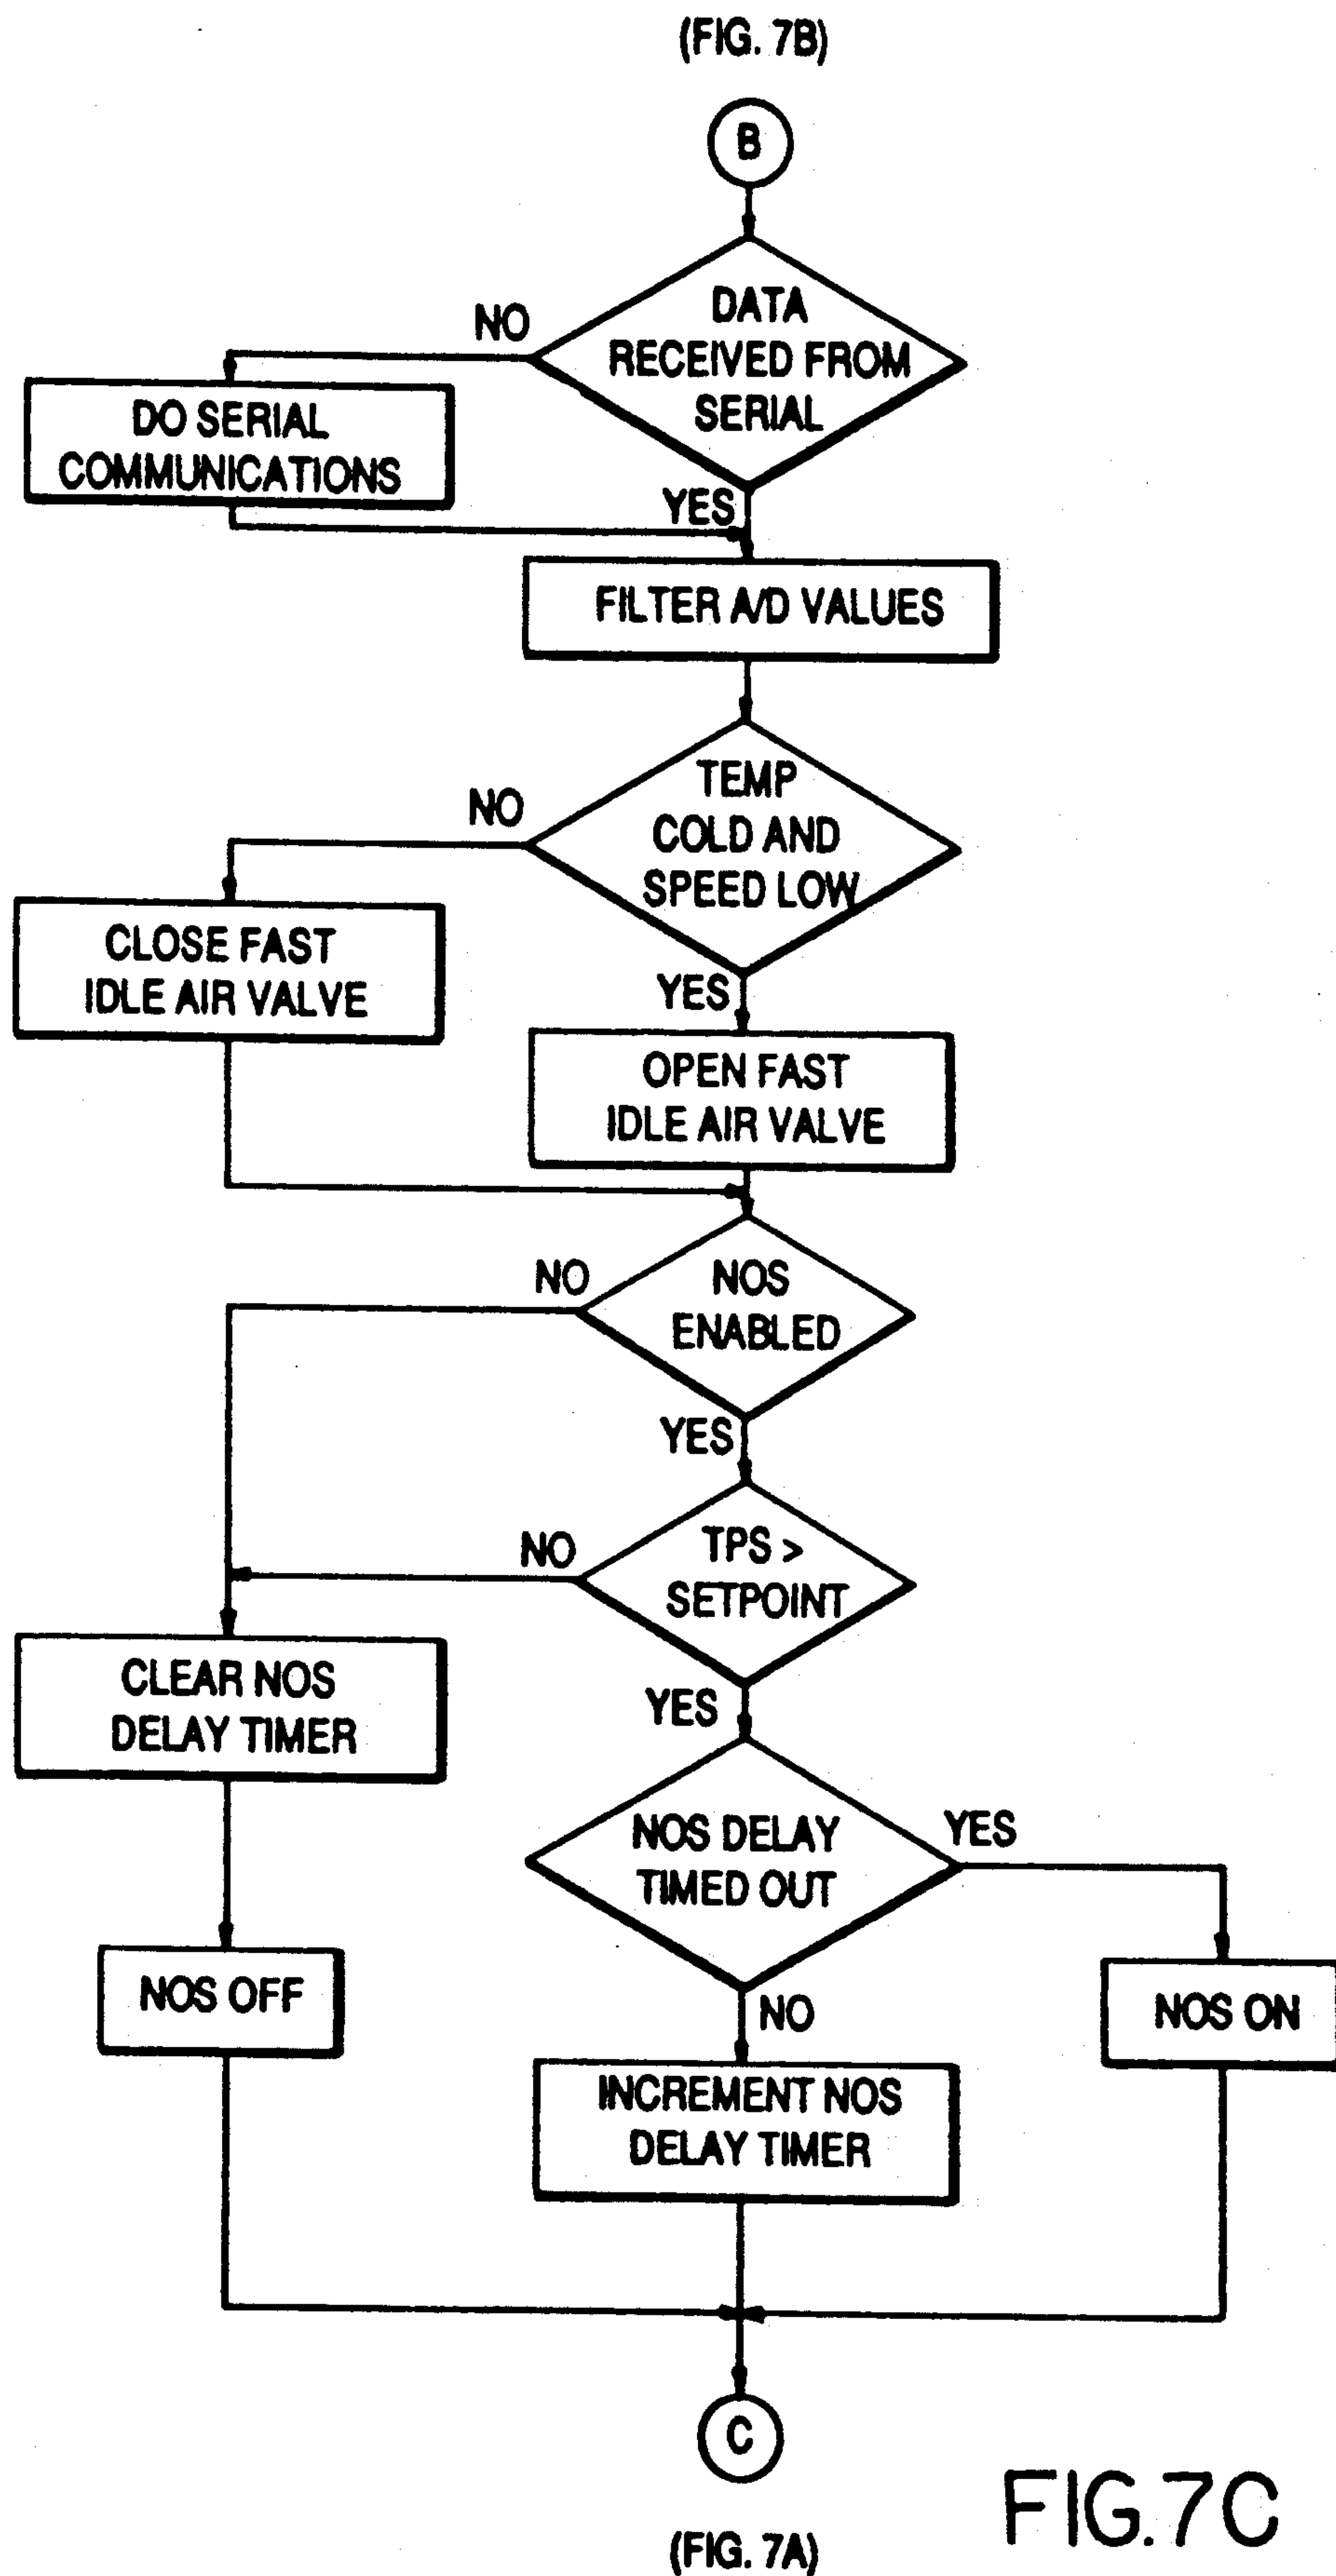 (FIG. 7B)
B
DATA
RECEIVED FROM
SERIAL
NO
DO SERIAL
COMMUNICATIONS
YES
FILTER A/D VALUES
TEMP
COLD AND
SPEED LOW
NO
CLOSE FAST
IDLE AIR VALVE
YES
OPEN FAST
IDLE AIR VALVE
NOS
ENABLED
NO
YES
TPS >
SETPOINT
NO
CLEAR NOS
DELAY TIMER
YES
NOS DELAY
TIMED OUT
YES
NOS OFF
NO
NOS ON
INCREMENT NOS
DELAY TIMER
C
(FIG. 7A)
FIG.7C